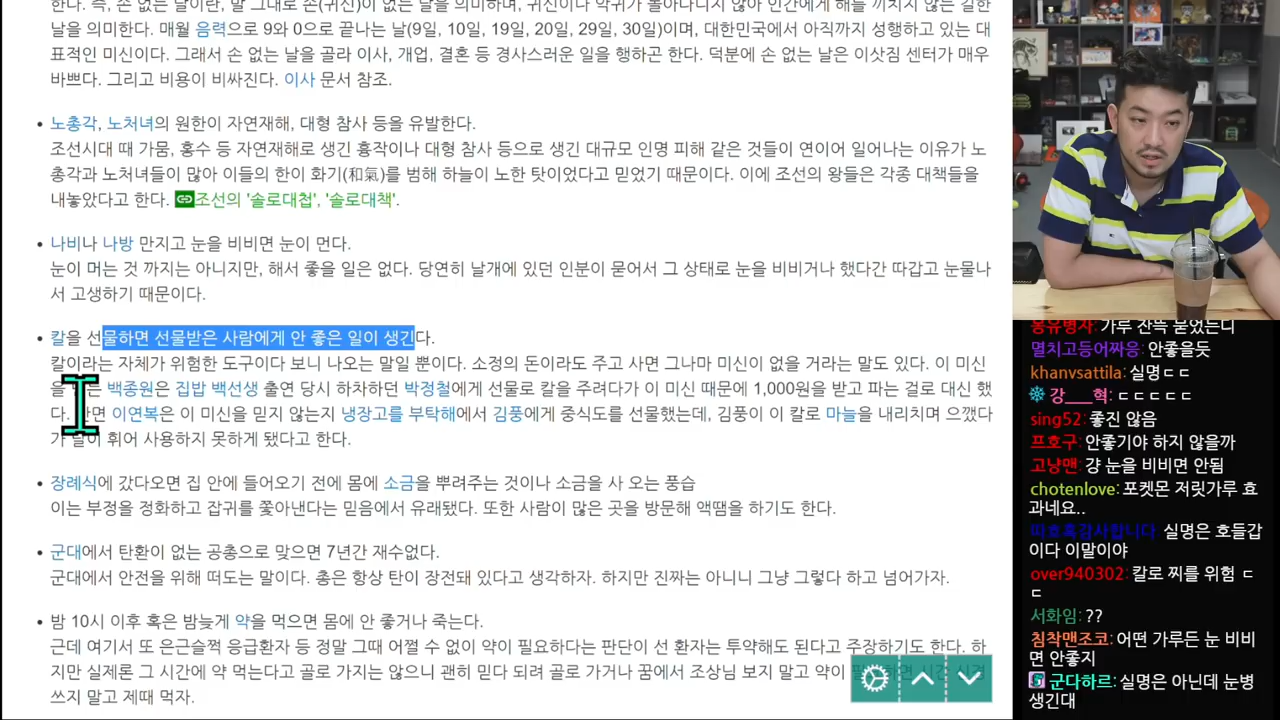 한다. 즉, 손 없는 날이란, 말 그대로 손(귀신)이 없는 날을 의미하며, 귀신이나 악귀가 돌아다니지 않아 인간에게 해를 끼치지 않는 길한
날을 의미한다. 매월 음력으로 9와 0으로 끝나는 날(9일, 10일, 19일, 20일, 29일, 30일)이며, 대한민국에서 아직까지 성행하고 있는 대
표적인 미신이다. 그래서 손 없는 날을 골라 이사, 개업, 결혼 등 경사스러운 일을 행하곤 한다. 덕분에 손 없는 날은 이삿짐 센터가 매우
바쁘다. 그리고 비용이 비싸진다. 이사 문서 참조.
• 노총각, 노처녀의 원한이 자연재해, 대형 참사 등을 유발한다.
조선시대 때 가뭄, 홍수 등 자연재해로 생긴 흉작이나 대형 참사 등으로 생긴 대규모 인명 피해 같은 것들이 연이어 일어나는 이유가 노
총각과 노처녀들이 많아 이들의 한이 화기(和氣)를 범해 하늘이 노한 탓이었다고 믿었기 때문이다. 이에 조선의 왕들은 각종 대책들을
내놓았다고 한다. 조선의 '솔로대첩', '솔로대책'.
• 나비나 나방 만지고 눈을 비비면 눈이 먼다.
눈이 머는 것 까지는 아니지만, 해서 좋을 일은 없다. 당연히 날개에 있던 인분이 묻어서 그 상태로 눈을 비비거나 했다간 따갑고 눈물나
서 고생하기 때문이다.
• 칼을 선물하면 선물받은 사람에게 안 좋은 일이 생긴다.
칼이라는 자체가 위험한 도구이다 보니 나오는 말일 뿐이다. 소정의 돈이라도 주고 사면 그나마 미신이 없을 거라는 말도 있다. 이 미신
을 백종원은 집밥 백선생 출연 당시 하차하던 박정철에게 선물로 칼을 주려다가 이 미신 때문에 1,000원을 받고 파는 걸로 대신 했
다. 반면 이연복은 이 미신을 믿지 않는지 냉장고를 부탁해에서 김풍에게 중식도를 선물했는데, 김풍이 이 칼로 마늘을 내리치며 으깼다
가 날이 휘어 사용하지 못하게 됐다고 한다.
• 장례식에 갔다오면 집 안에 들어오기 전에 몸에 소금을 뿌려주는 것이나 소금을 사 오는 풍습
이는 부정을 정화하고 잡귀를 쫓아낸다는 믿음에서 유래됐다. 또한 사람이 많은 곳을 방문해 액땜을 하기도 한다.
• 군대에서 탄환이 없는 공총으로 맞으면 7년간 재수없다.
군대에서 안전을 위해 떠도는 말이다. 총은 항상 탄이 장전돼 있다고 생각하자. 하지만 진짜는 아니니 그냥 그렇다 하고 넘어가자.
• 밤 10시 이후 혹은 밤늦게 약을 먹으면 몸에 안 좋거나 죽는다.
근데 여기서 또 은근슬쩍 응급환자 등 정말 그때 어쩔 수 없이 약이 필요하다는 판단이 선 환자는 투약해도 된다고 주장하기도 한다. 하
지만 실제론 그 시간에 약 먹는다고 골로 가지는 않으니 괜히 믿다 되려 골로 가거나 꿈에서 조상님 보지 말고 약이 필요하면 시간 신경
쓰지 말고 제때 먹자.
몽유병자: 가루 잔뜩 묻었는디
멸치고등어짜응: 안좋을듯
khanvsattila: 실명ㄷㄷ
강___혁: ㄷㄷㄷㄷㄷ
sing52: 좋진 않음
프호구: 안좋기야 하지 않을까
고냥맨: 걍 눈을 비비면 안됨
chotenlove: 포켓몬 저릿가루 효
과네요..
띠호혹감사합니다: 실명은 호들갑
이다 이말이야
over940302: 칼로 찌를 위험 ㄷ
ㄷ
서화임: ??
침착맨조코: 어떤 가루든 눈 비비
면 안좋지
군다하르: 실명은 아닌데 눈병
생긴대